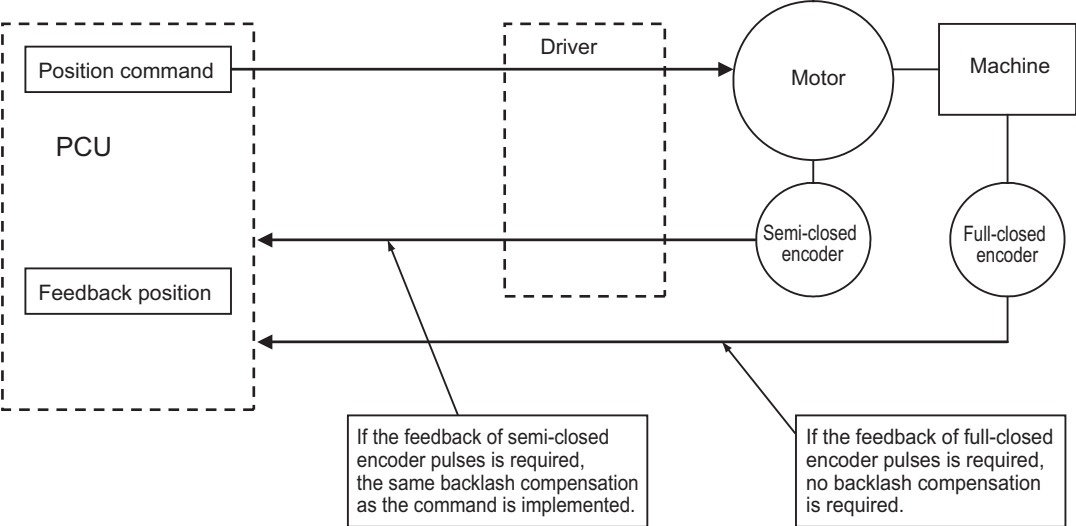 Driver
Position command
Motor
Machine
PCU
Semi-closed
encoder
Full-closed
encoder
Feedback position
If the feedback of semi-closed
encoder pulses is required,
the same backlash compensation
as the command is implemented.
If the feedback of full-closed
encoder pulses is required,
no backlash compensation
is required.